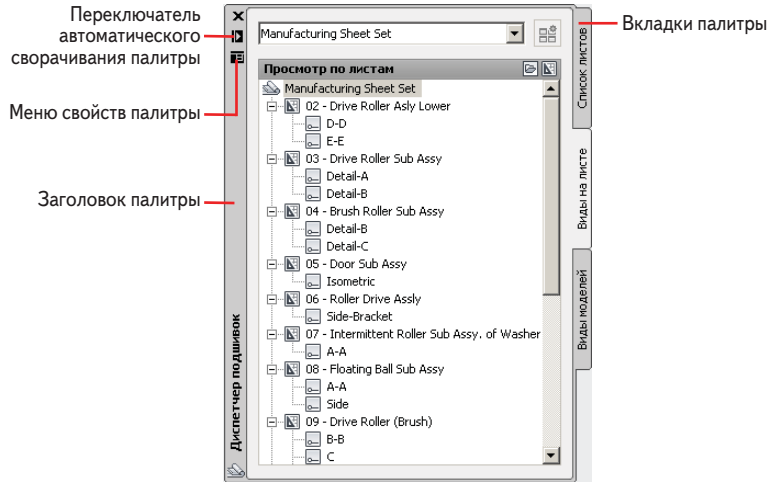 Переключатель
автоматического
сворачивания палитры
Меню свойств палитры
Заголовок палитры
Manufacturing Sheet Set
Просмотр по листам
Manufacturing Sheet Set
02 - Drive Roller Asly Lower
D-D
E-E
03 - Drive Roller Sub Assy
Detail-A
Detail-B
04 - Brush Roller Sub Assy
Detail-B
Detail-C
05 - Door Sub Assy
Isometric
06 - Roller Drive Assly
Side-Bracket
07 - Intermittent Roller Sub Assy. of Washer
A-A
08 - Floating Ball Sub Assy
A-A
Side
09 - Drive Roller (Brush)
B-B
C
Диспетчер подшивок
Список листов
Виды на листе
Виды моделей
Вкладки палитры